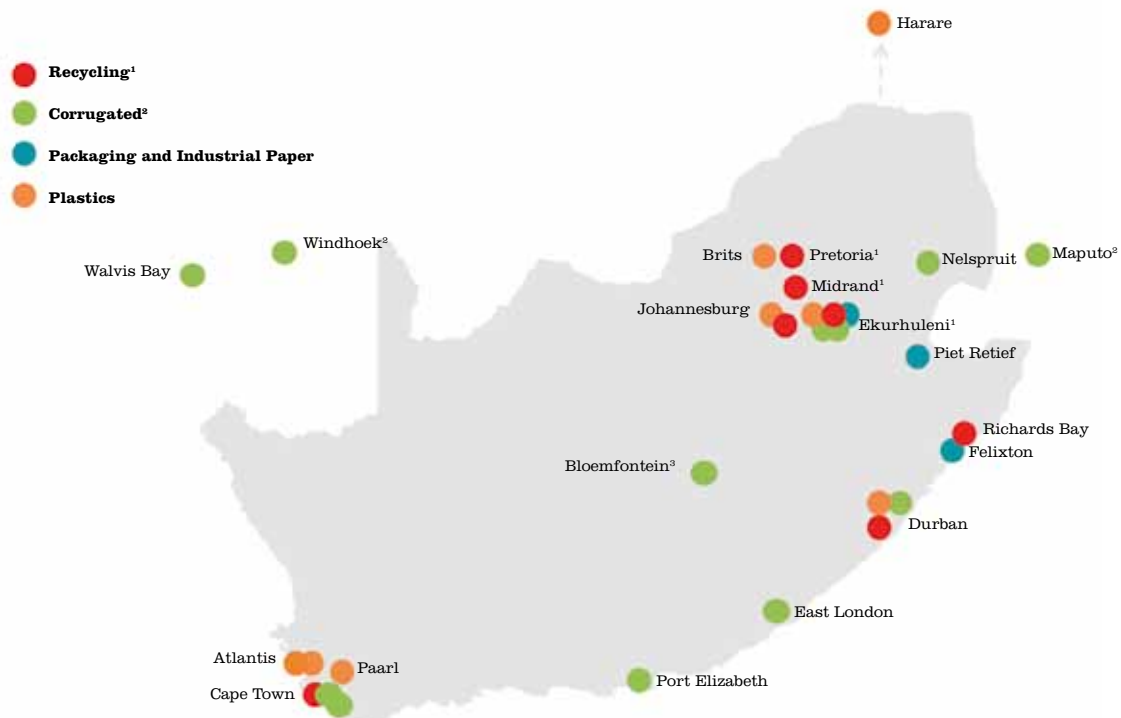 Harare
Recycling¹
Corrugated²
Packaging and Industrial Paper
Plastics
Windhoek²
Walvis Bay
Brits
Pretoria¹
Nelspruit
Maputo²
Midrand¹
Johannesburg
Ekurhuleni¹
Piet Retief
Richards Bay
Felixton
Bloemfontein³
Durban
East London
Atlantis
Paarl
Port Elizabeth
Cape Town